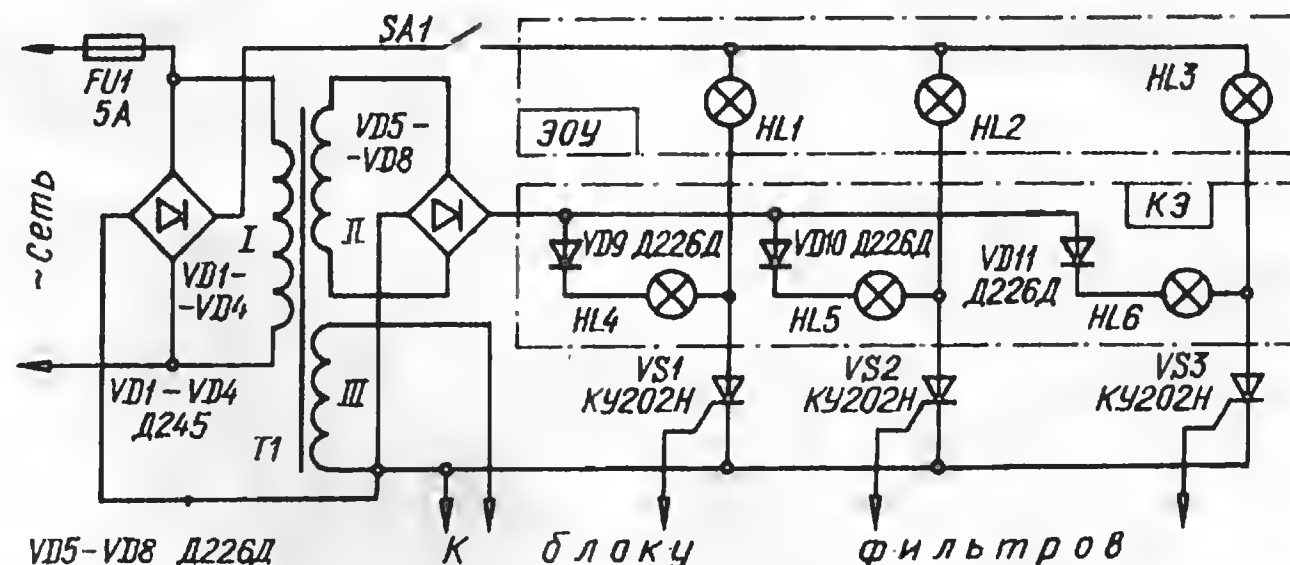 SA1
FU1
5A
~Сеть
VD1-
-VD4
I
VD5-
-VD8
II
III
T1
VD1-VD4
Д245
ЭОУ
HL1
HL2
HL3
КЭ
VD9 Д226Д
VD10 Д226Д
VD11
Д226Д
HL4
HL5
HL6
VS1
КУ202Н
VS2
КУ202Н
VS3
КУ202Н
VD5-VD8 Д226Д
К блоку фильтров